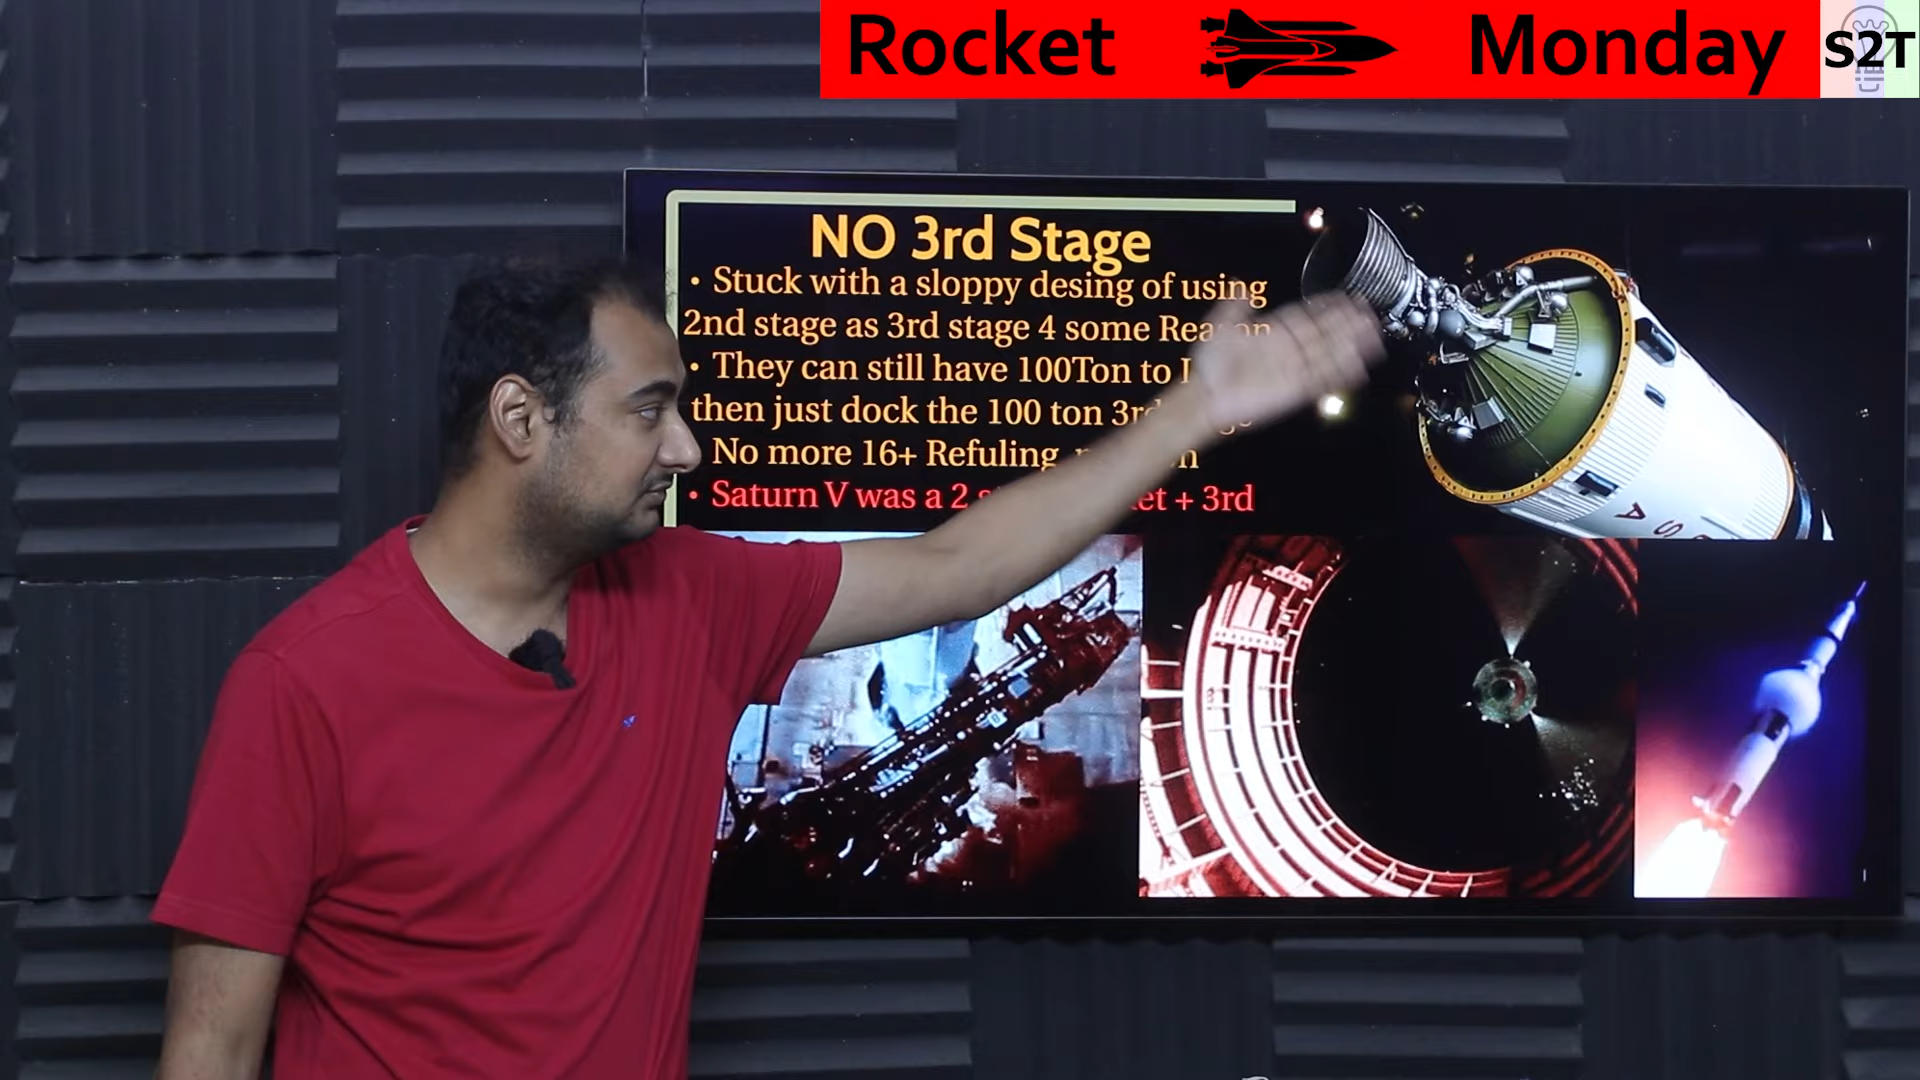 Rocket Monday S2T
NO 3rd Stage
• Stuck with a sloppy desing of using
2nd stage as 3rd stage 4 some Reason
• They can still have 100Ton to
then just dock the 100 ton 3rd
No more 16+ Refuling
• Saturn V was a 2 + 3rd
S A